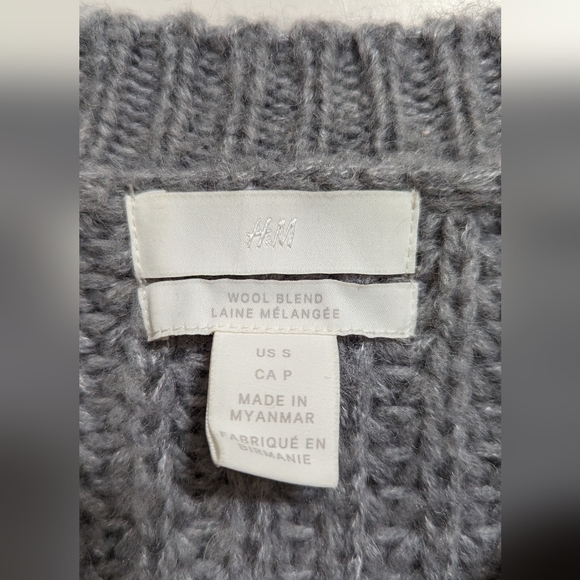 H&M
WOOL BLEND
LAINE MÉLANGÉE
US S
CA P
MADE IN
MYANMAR
FABRIQUÉ EN
BIRMANIE